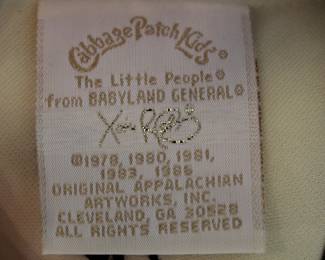 Cabbage Patch Kids®
The Little People®
from BABYLAND GENERAL®
©1978, 1980, 1981,
1983, 1986
ORIGINAL APPALACHIAN
ARTWORKS, INC.
CLEVELAND, GA 30528
ALL RIGHTS RESERVED